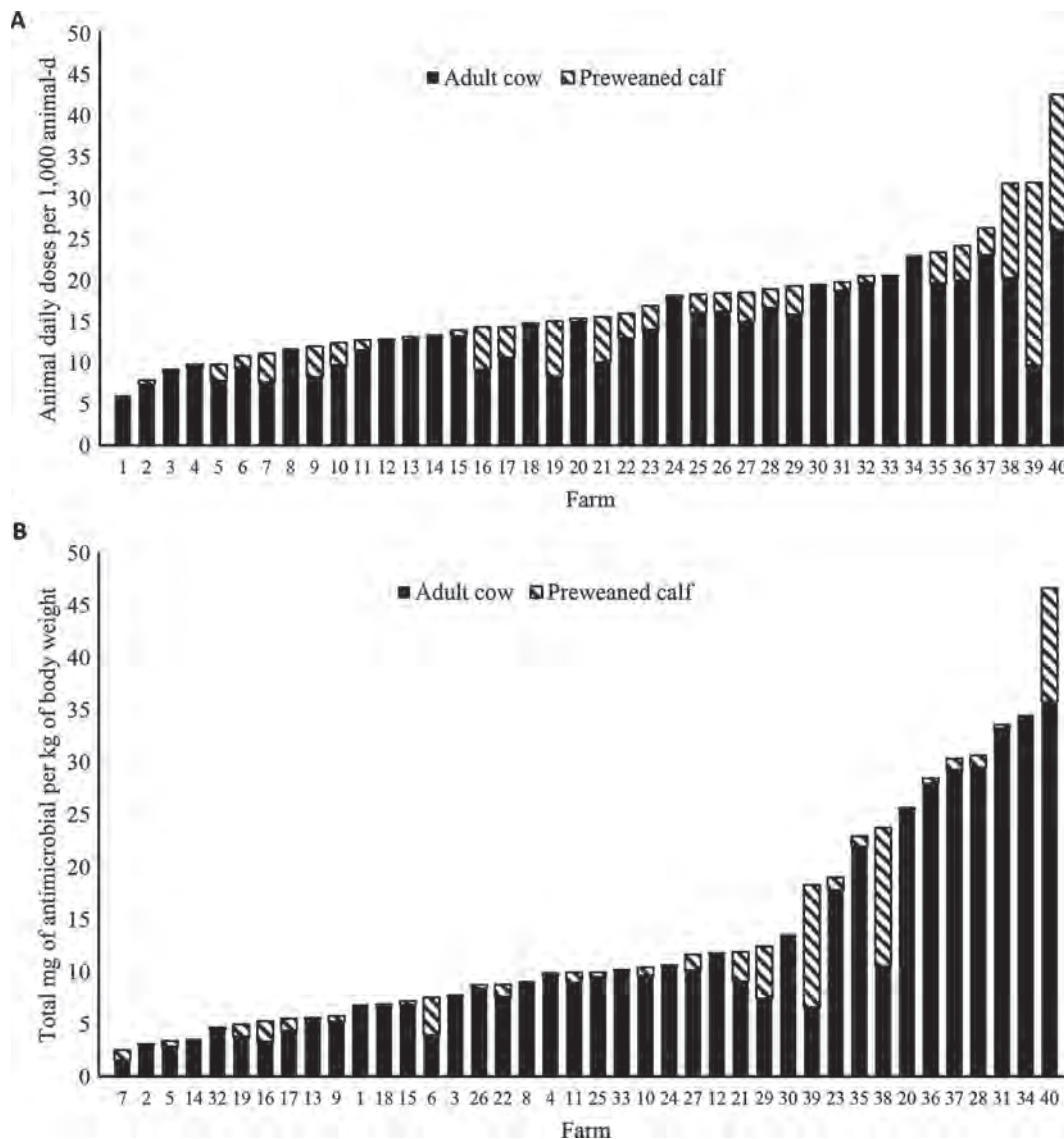 A
Animal daily doses per 1,000 animal-d
50
45
40
35
30
25
20
15
10
5
0
Adult cow Preweaned calf
1 2 3 4 5 6 7 8 9 10 11 12 13 14 15 16 17 18 19 20 21 22 23 24 25 26 27 28 29 30 31 32 33 34 35 36 37 38 39 40
Farm
B
Total mg of antimicrobial per kg of body weight
50
45
40
35
30
25
20
15
10
5
0
Adult cow Preweaned calf
7 2 5 14 32 19 16 17 13 9 1 18 15 6 3 26 22 8 4 11 25 33 10 24 27 12 21 29 30 39 23 35 38 20 36 37 28 31 34 40
Farm